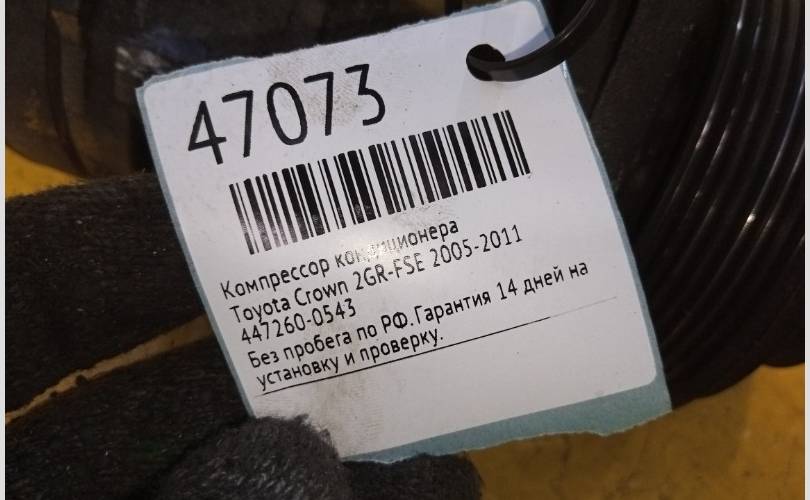 47073
Компрессор кондиционера
Toyota Crown 2GR-FSE 2005-2011
447260-0543
Без пробега по РФ.Гарантия 14 дней на
установку и проверку.